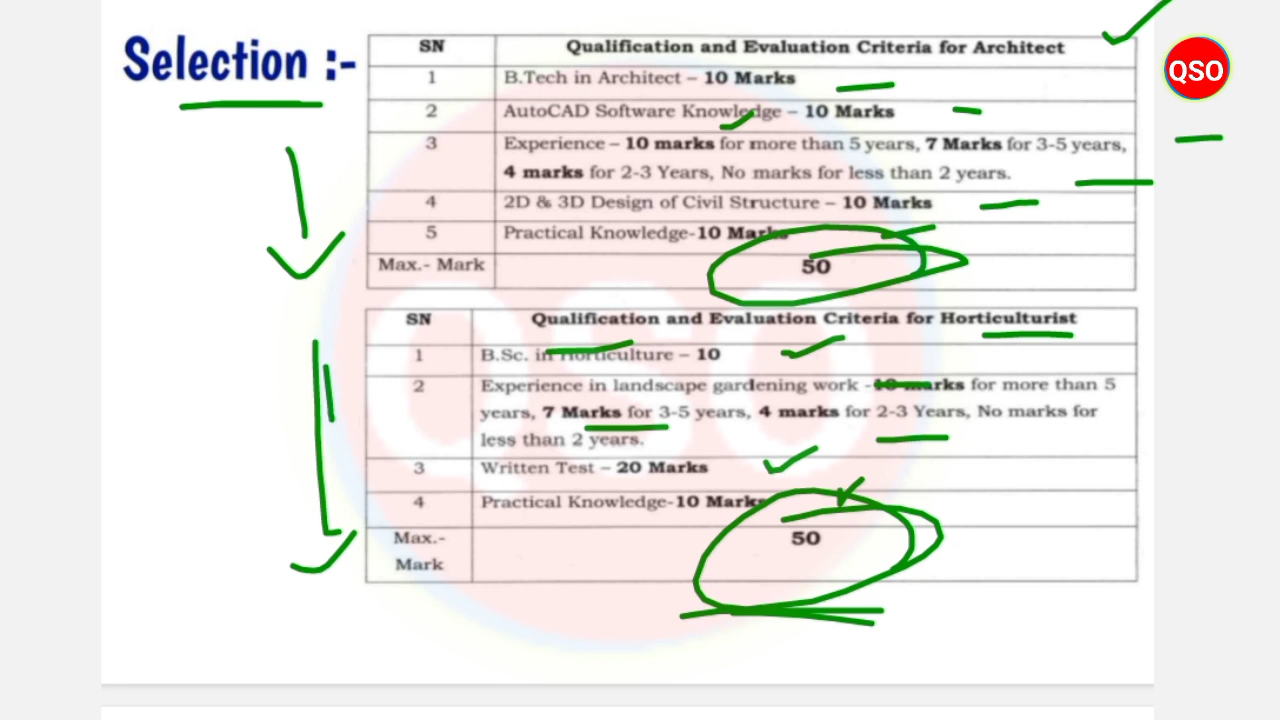 Selection :-
QSO
SN Qualification and Evaluation Criteria for Architect
1 B.Tech in Architect – 10 Marks
2 AutoCAD Software Knowledge – 10 Marks
3 Experience – 10 marks for more than 5 years, 7 Marks for 3-5 years,
4 marks for 2-3 Years, No marks for less than 2 years.
4 2D & 3D Design of Civil Structure – 10 Marks
5 Practical Knowledge-10 Marks
Max.- Mark 50
QSO
SN Qualification and Evaluation Criteria for Horticulturist
1 B.Sc. in Horticulture – 10
2 Experience in landscape gardening work -10 marks for more than 5
years, 7 Marks for 3-5 years, 4 marks for 2-3 Years, No marks for
less than 2 years.
3 Written Test – 20 Marks
4 Practical Knowledge-10 Marks
Max.- 50
Mark